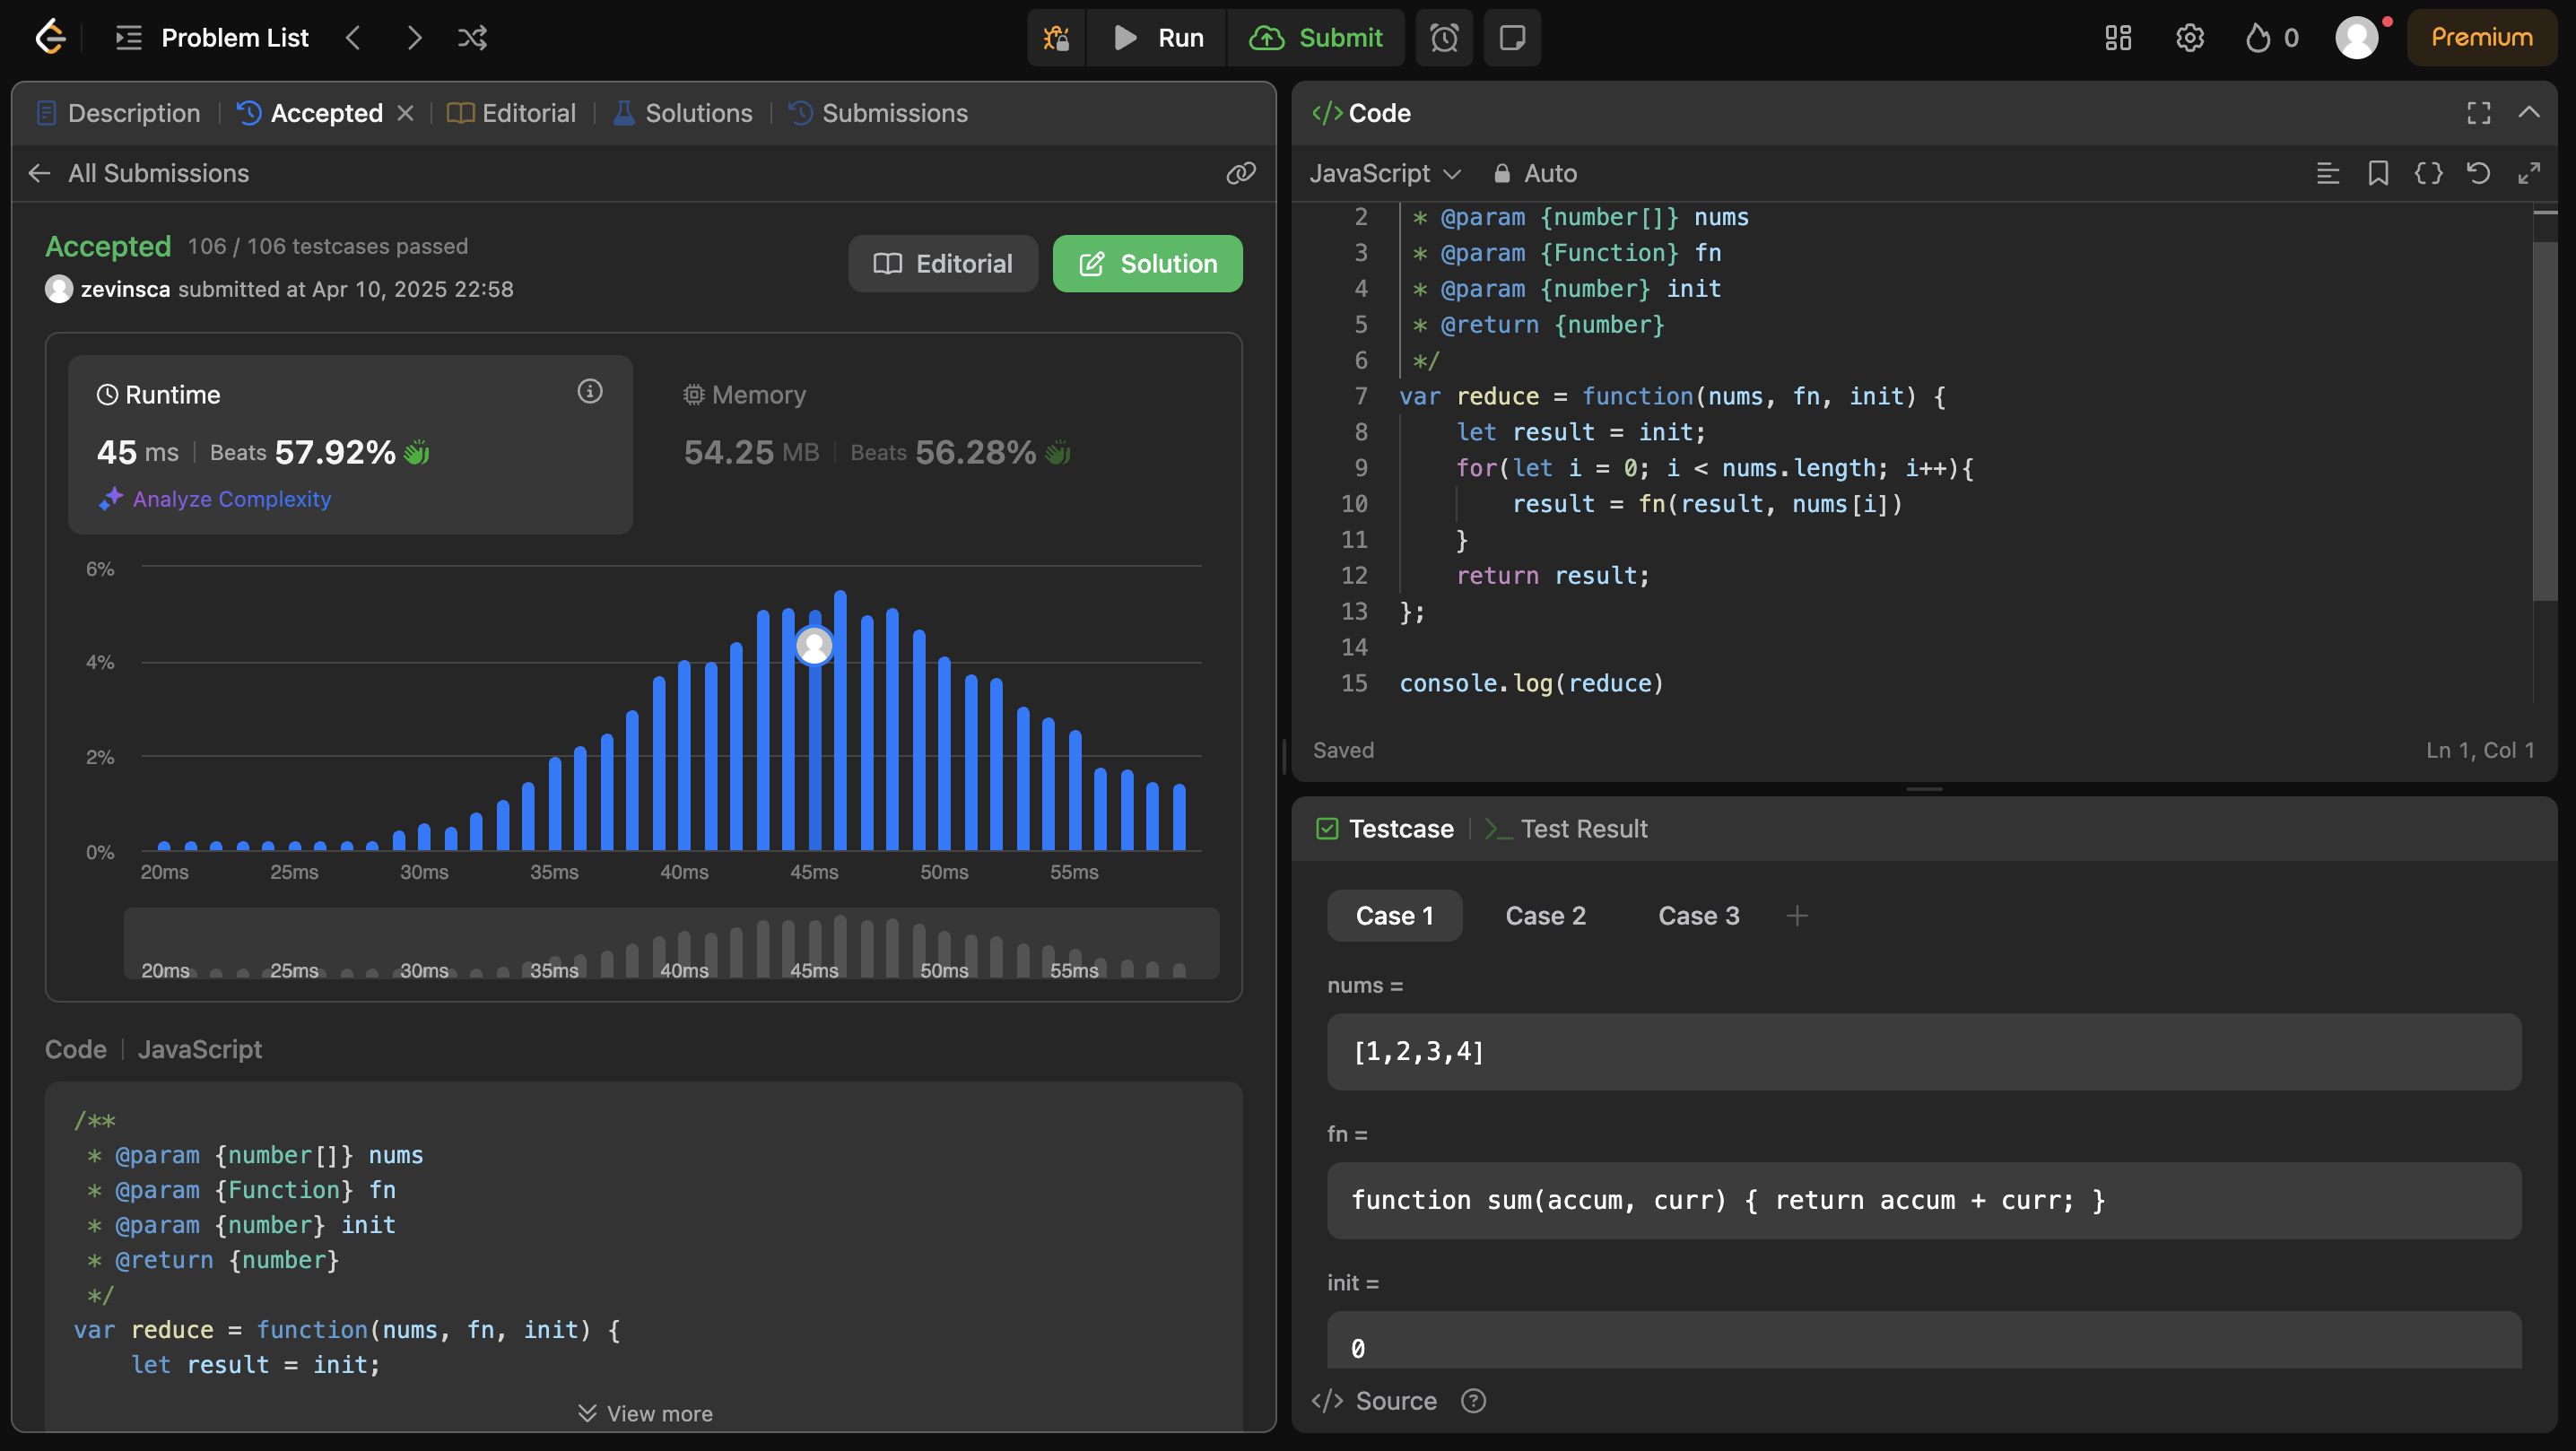 Problem List
Run
Submit
0
Premium
Description
Accepted
Editorial
Solutions
Submissions
All Submissions
Accepted 106 / 106 testcases passed
zevinsca submitted at Apr 10, 2025 22:58
Editorial
Solution
Runtime
45 ms | Beats 57.92%
Analyze Complexity
Memory
54.25 MB | Beats 56.28%
6%
4%
2%
0%
20ms 25ms 30ms 35ms 40ms 45ms 50ms 55ms
20ms 25ms 30ms 35ms 40ms 45ms 50ms 55ms
Code | JavaScript
/**
 * @param {number[]} nums
 * @param {Function} fn
 * @param {number} init
 * @return {number}
 */
var reduce = function(nums, fn, init) {
    let result = init;
View more
</> Code
JavaScript
Auto
2 * @param {number[]} nums
3 * @param {Function} fn
4 * @param {number} init
5 * @return {number}
6 */
7 var reduce = function(nums, fn, init) {
8     let result = init;
9     for(let i = 0; i < nums.length; i++){
10         result = fn(result, nums[i])
11     }
12     return result;
13 };
14
15 console.log(reduce)
Saved
Ln 1, Col 1
Testcase
>_ Test Result
Case 1
Case 2
Case 3
+
nums =
[1,2,3,4]
fn =
function sum(accum, curr) { return accum + curr; }
init =
0
</> Source ?